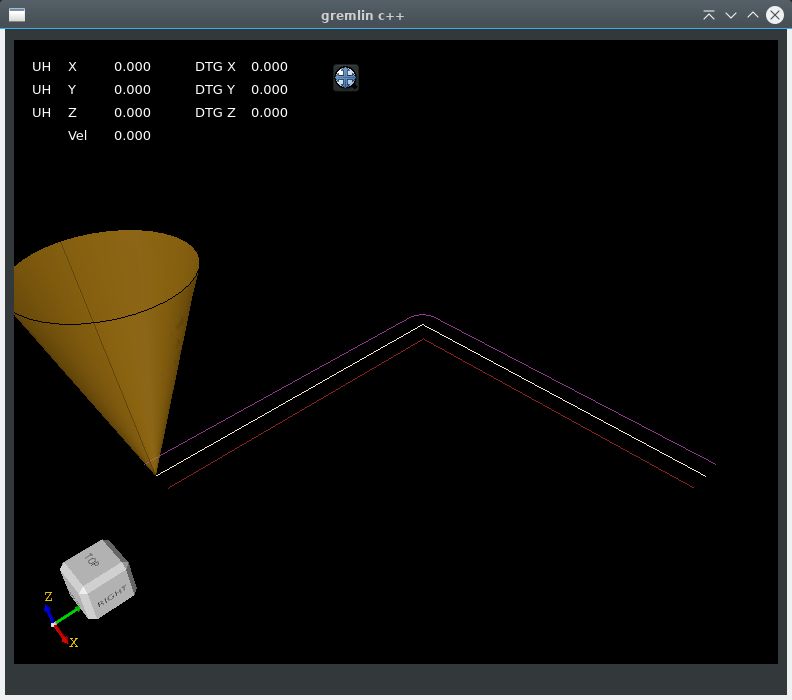 gremlin c++
UH X 0.000 DTG X 0.000
UH Y 0.000 DTG Y 0.000
UH Z 0.000 DTG Z 0.000
Vel 0.000
TOP
RIGHT
Z
X